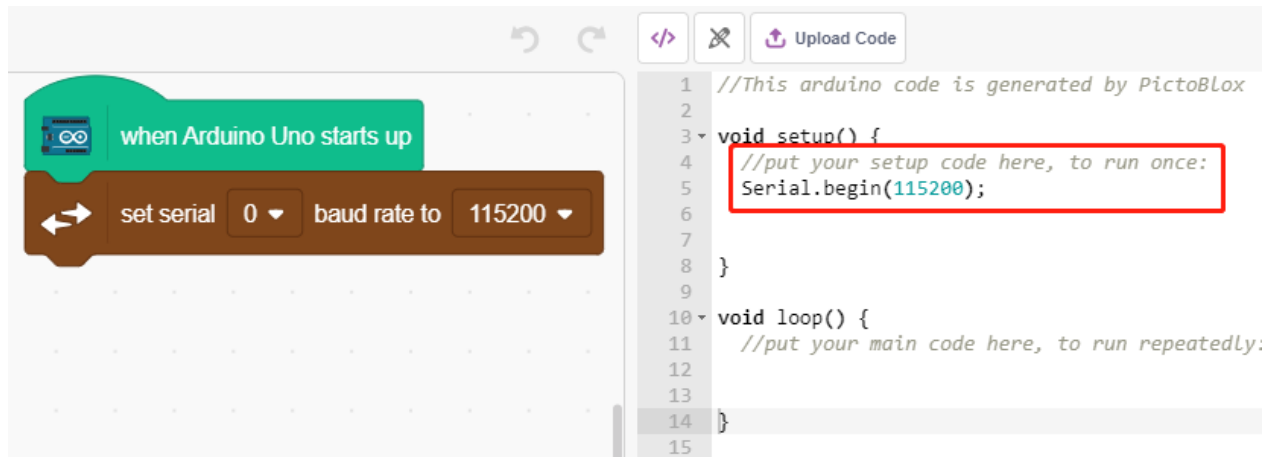 </> Upload Code
when Arduino Uno starts up
set serial 0 baud rate to 115200
1 //This arduino code is generated by PictoBlox
2
3 void setup() {
4 //put your setup code here, to run once:
5 Serial.begin(115200);
6
7
8 }
9
10 void loop() {
11 //put your main code here, to run repeatedly:
12
13
14 }
15